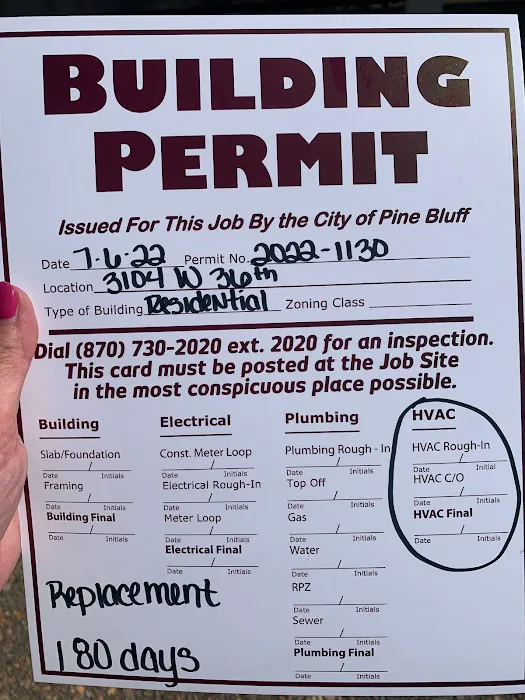 BUILDING
PERMIT
Issued For This Job By the City of Pine Bluff
Date 7-6-22 Permit No. 2022-1130
Location 3104 W 36th
Type of Building Residential Zoning Class
Dial (870) 730-2020 ext. 2020 for an inspection.
This card must be posted at the Job Site
in the most conspicuous place possible.
Building
Slab/Foundation
/
Date Initials
Framing
/
Date Initials
Building Final
/
Date Initials
Electrical
Const. Meter Loop
/
Date Initials
Electrical Rough-In
/
Date Initials
Meter Loop
/
Date Initials
Electrical Final
/
Date Initials
Plumbing
Plumbing Rough - In
/
Date Initials
Top Off
/
Date Initials
Gas
/
Date Initials
Water
/
Date Initials
RPZ
/
Date Initials
Sewer
/
Date Initials
Plumbing Final
/
Date Initials
HVAC
HVAC Rough-In
/
Date Initial
HVAC C/O
/
Date Initials
HVAC Final
/
Date Initials
Replacement
180 days